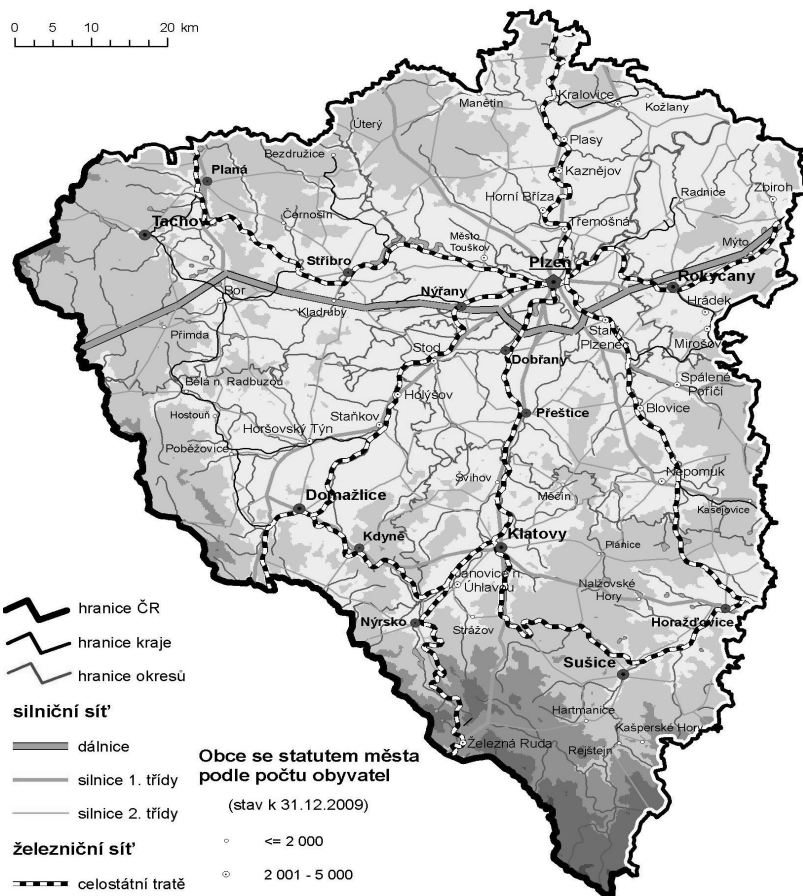 0 5 10 20 km
Kralovice
Manětín
Kožlany
Úterý
Plasy
Bezdružice
Kaznějov
Planá
Radnice
Zbiroh
Horní Bříza
Černošín
Tachov
Třemošná
Město
Touškov
Mýto
Stříbro
Plzeň
Rokycany
Nýřany
Bor
Hrádek
Kladruby
Přimda
Starý
Plzenec
Mirošov
Stod
Dobřany
Spálené
Poříčí
Bělá n. Radbuzou
Holýšov
Blovice
Hostouň
Staňkov
Přeštice
Horšovský Týn
Poběžovice
Nepomuk
Švihov
Měčín
Domažlice
Kasejovice
Kdyně
Klatovy
Plánice
Janovice n.
Úhlavou
Nalžovské
Hory
Nýrsko
Strážov
Horažďovice
Sušice
Hartmanice
Kašperské Hory
Železná Ruda
Rejštejn
hranice ČR
hranice kraje
hranice okresů
silniční síť
dálnice
silnice 1. třídy
silnice 2. třídy
železniční síť
celostátní tratě
Obce se statutem města
podle počtu obyvatel
(stav k 31.12.2009)
<= 2 000
2 001 - 5 000